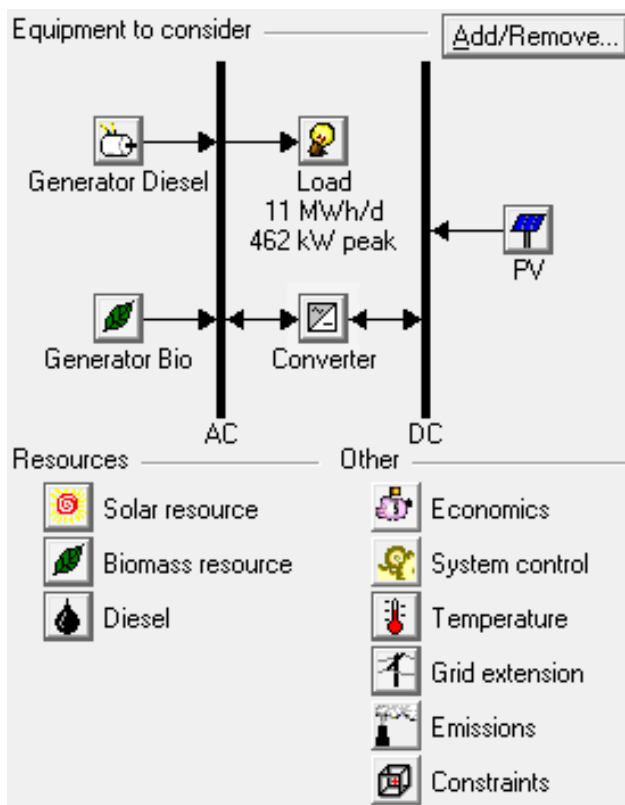 Equipment to consider
Add/Remove...
Generator Diesel
Load
11 MWh/d
462 kW peak
PV
Generator Bio
Converter
AC
DC
Resources
Other
Solar resource
Economics
Biomass resource
System control
Diesel
Temperature
Grid extension
Emissions
Constraints